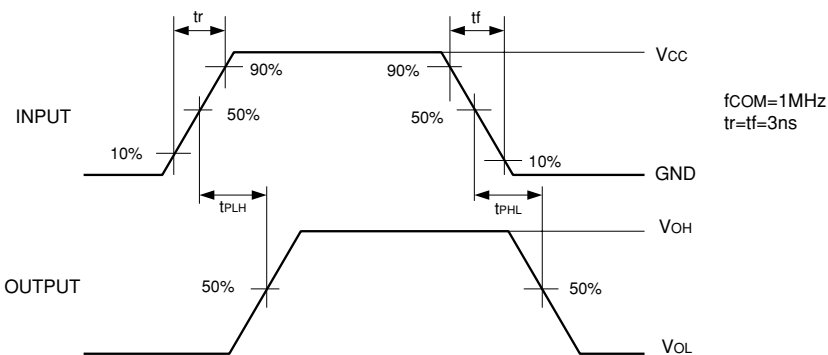 tr
tf
VCC
90%
90%
fCOM=1MHz
tr=tf=3ns
INPUT
50%
50%
10%
10%
GND
tPLH
tPHL
VOH
OUTPUT
50%
50%
VOL